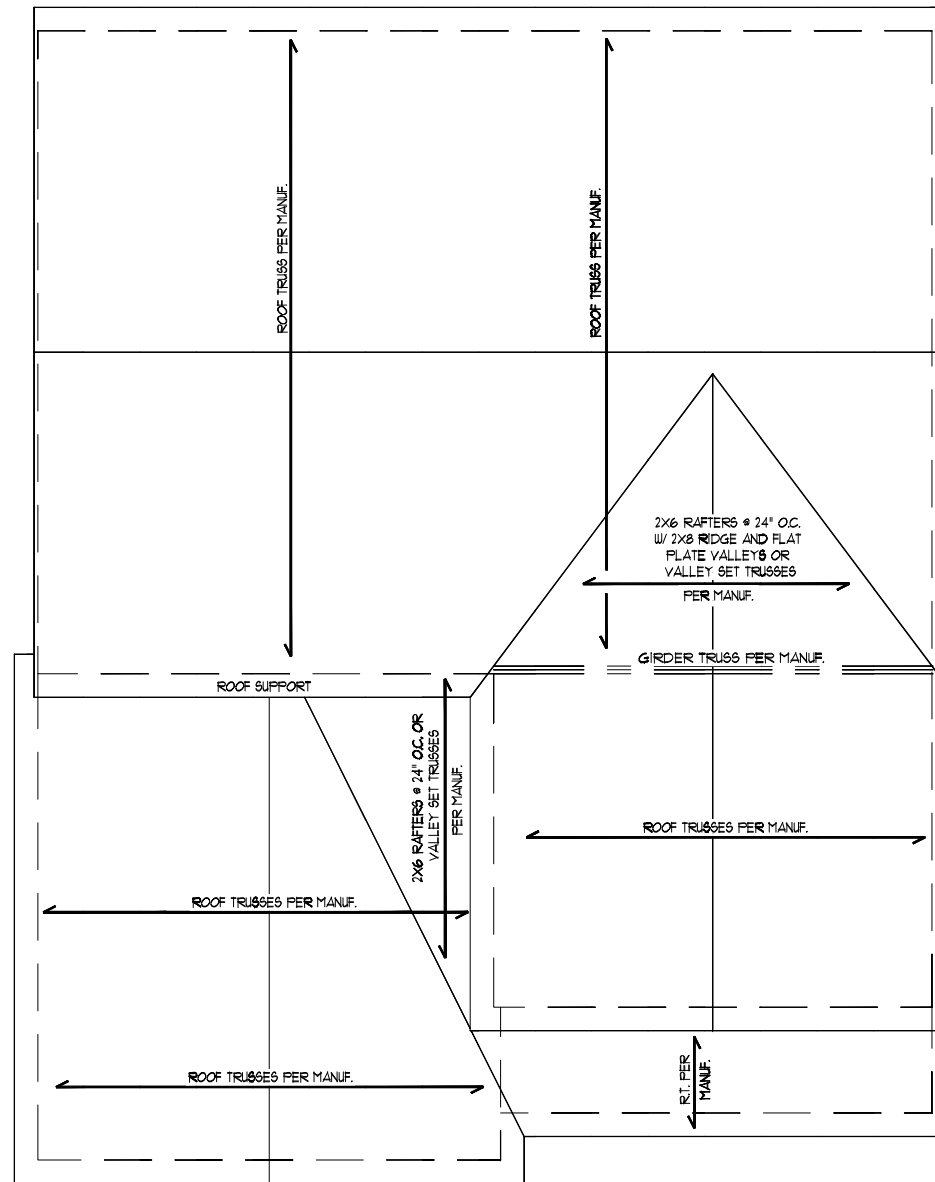 ROOF TRUSS PER MANUF.
ROOF TRUSS PER MANUF.
2X6 RAFTERS @ 24" O.C.
W/ 2X8 RIDGE AND FLAT
PLATE VALLEYS OR
VALLEY SET TRUSSES
PER MANUF.
GIRDER TRUSS PER MANUF.
ROOF SUPPORT
2X6 RAFTERS @ 24" O.C. OR
VALLEY SET TRUSSES
PER MANUF.
ROOF TRUSSES PER MANUF.
ROOF TRUSSES PER MANUF.
ROOF TRUSSES PER MANUF.
R.T. PER
MANUF.